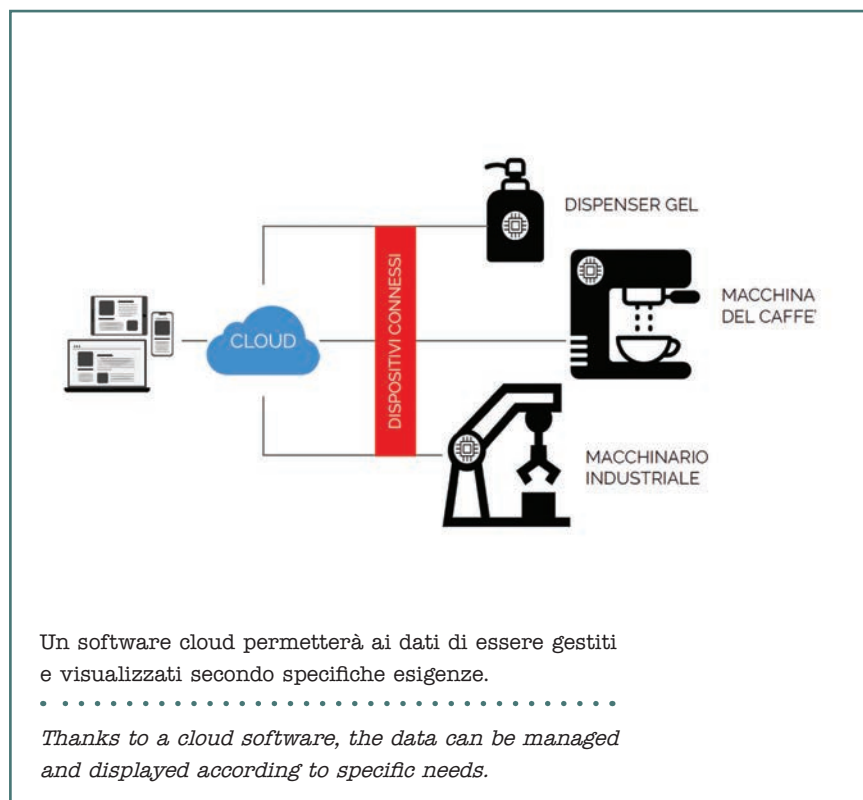 DISPENSER GEL
MACCHINA
DEL CAFFE'
CLOUD
DISPOSITIVI CONNESSI
MACCHINARIO
INDUSTRIALE
Un software cloud permetterà ai dati di essere gestiti
e visualizzati secondo specifiche esigenze.
Thanks to a cloud software, the data can be managed
and displayed according to specific needs.